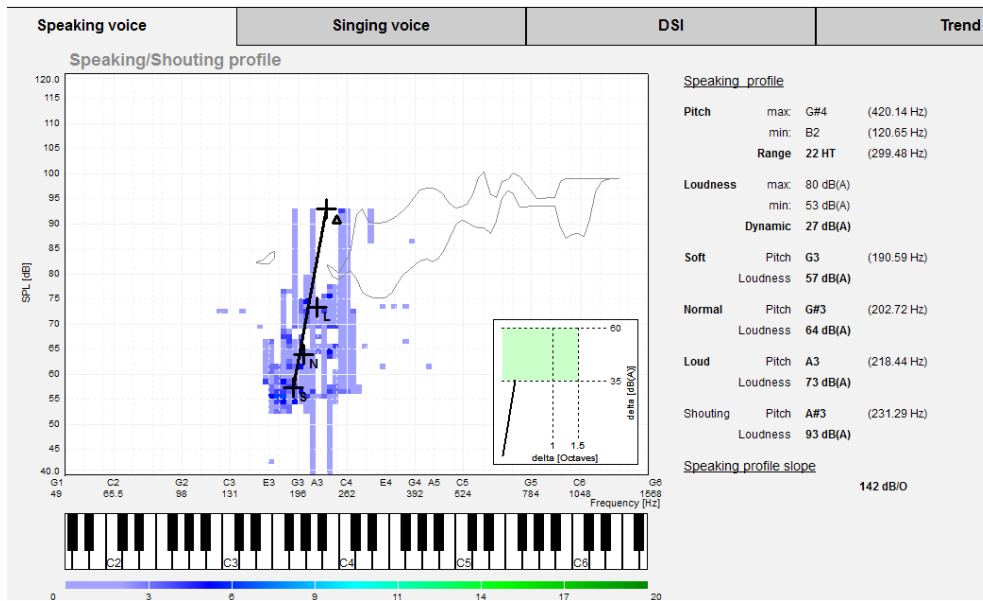 Speaking voice Singing voice DSI Trend
Speaking/Shouting profile
120.0
115
110
105
100
95
90
85
80
75
70
65
60
55
50
45
40.0
SPL [dB]
Δ
L
N
S
60
35
delta [dB(A)]
1 1.5
delta [Octaves]
G1 C2 G2 C3 E3 G3 A3 C4 E4 G4 A5 C5 G5 C6 G6
49 65.5 98 131 196 262 392 524 784 1048 1568
Frequency [Hz]
C2 C3 C4 C5 C6
0 3 6 9 11 14 17 20
Speaking profile
Pitch max: G#4 (420.14 Hz)
min: B2 (120.65 Hz)
Range 22 HT (299.48 Hz)
Loudness max: 80 dB(A)
min: 53 dB(A)
Dynamic 27 dB(A)
Soft Pitch G3 (190.59 Hz)
Loudness 57 dB(A)
Normal Pitch G#3 (202.72 Hz)
Loudness 64 dB(A)
Loud Pitch A3 (218.44 Hz)
Loudness 73 dB(A)
Shouting Pitch A#3 (231.29 Hz)
Loudness 93 dB(A)
Speaking profile slope
142 dB/O